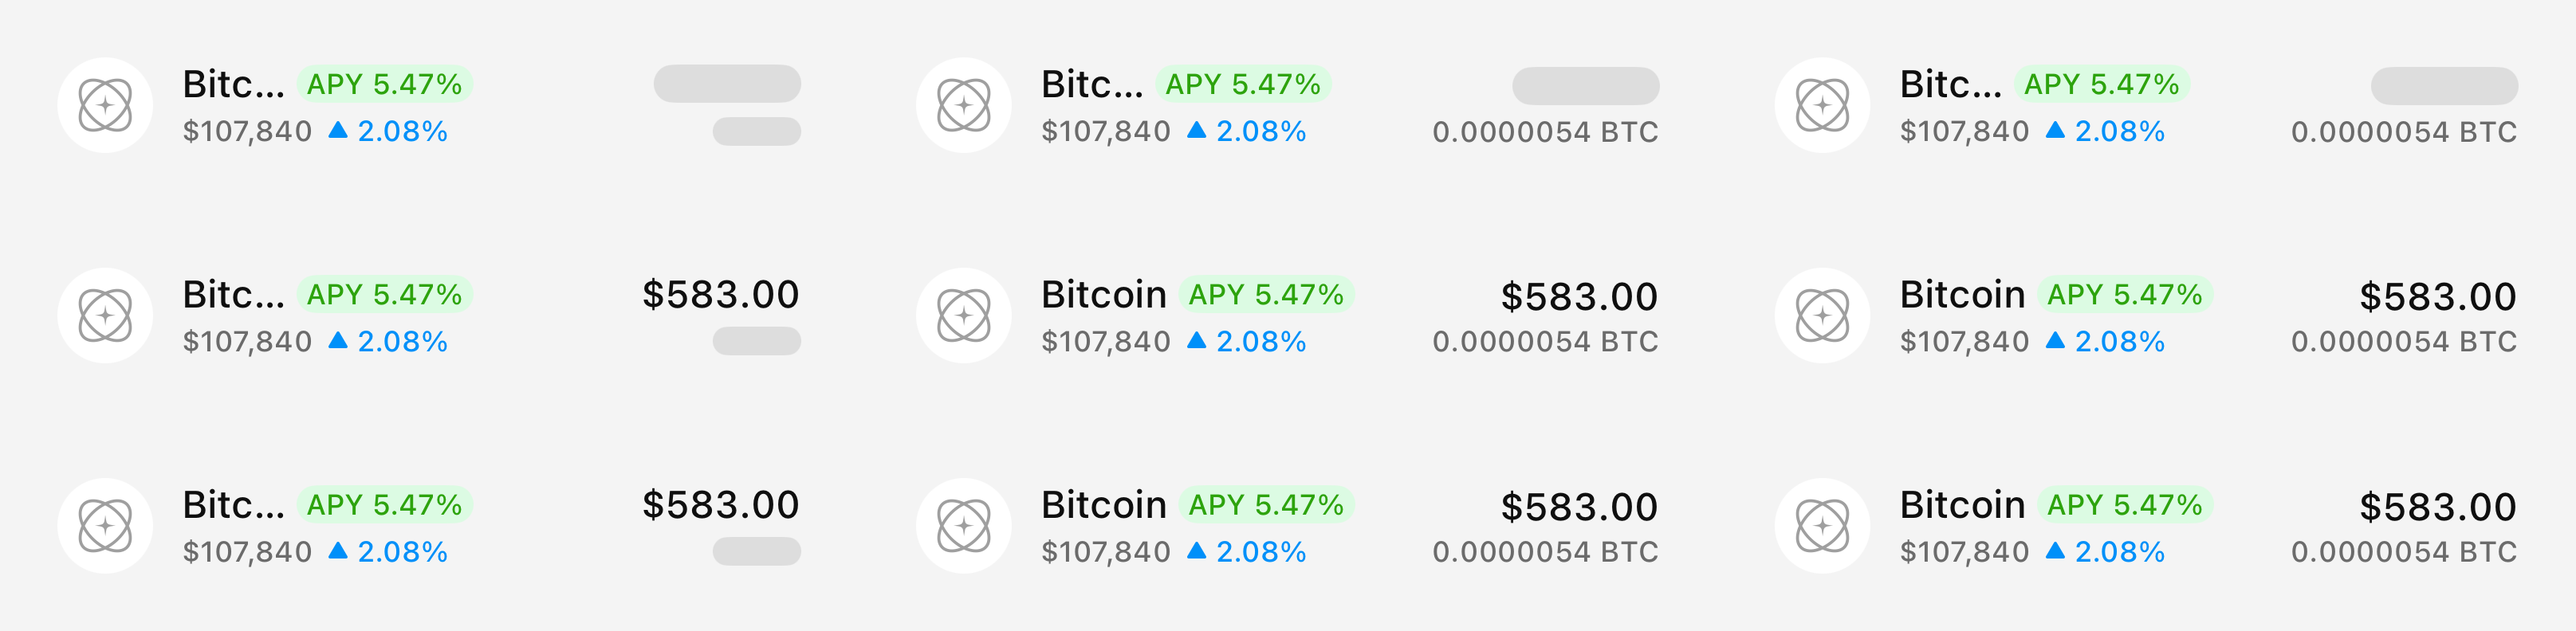 Bitc... APY 5.47%
$107,840 ▲ 2.08%
Bitc... APY 5.47%
$107,840 ▲ 2.08% 0.0000054 BTC
Bitc... APY 5.47%
$107,840 ▲ 2.08% 0.0000054 BTC
Bitc... APY 5.47% $583.00
$107,840 ▲ 2.08%
Bitcoin APY 5.47% $583.00
$107,840 ▲ 2.08% 0.0000054 BTC
Bitcoin APY 5.47% $583.00
$107,840 ▲ 2.08% 0.0000054 BTC
Bitc... APY 5.47% $583.00
$107,840 ▲ 2.08%
Bitcoin APY 5.47% $583.00
$107,840 ▲ 2.08% 0.0000054 BTC
Bitcoin APY 5.47% $583.00
$107,840 ▲ 2.08% 0.0000054 BTC